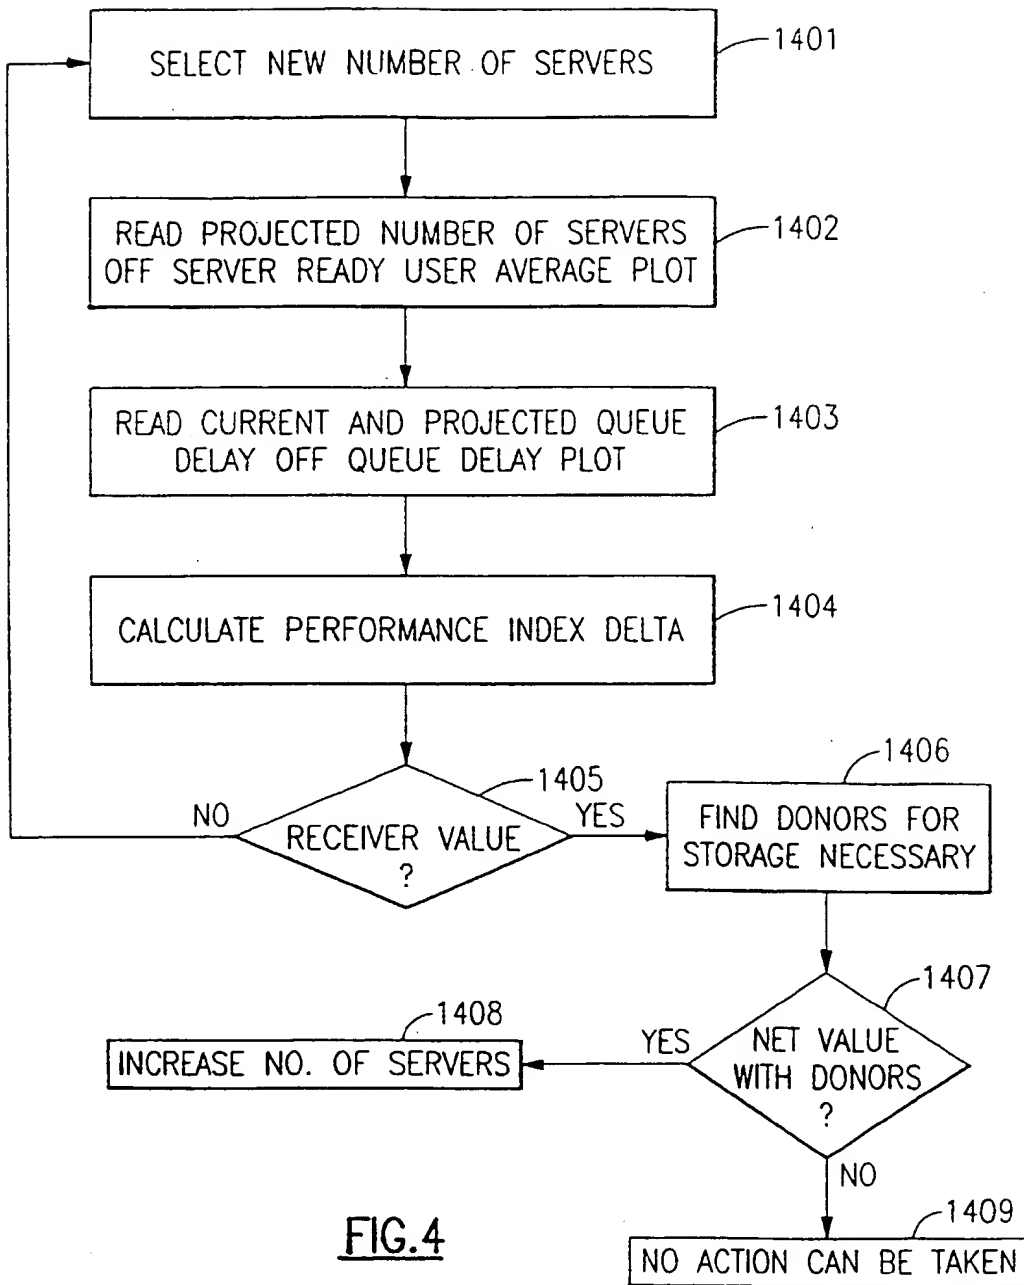 1401
SELECT NEW NUMBER OF SERVERS
1402
READ PROJECTED NUMBER OF SERVERS
OFF SERVER READY USER AVERAGE PLOT
1403
READ CURRENT AND PROJECTED QUEUE
DELAY OFF QUEUE DELAY PLOT
1404
CALCULATE PERFORMANCE INDEX DELTA
1405
NO
RECEIVER VALUE
?
YES
1406
FIND DONORS FOR
STORAGE NECESSARY
1407
NET VALUE
WITH DONORS
?
YES
1408
INCREASE NO. OF SERVERS
NO
1409
NO ACTION CAN BE TAKEN
FIG.4